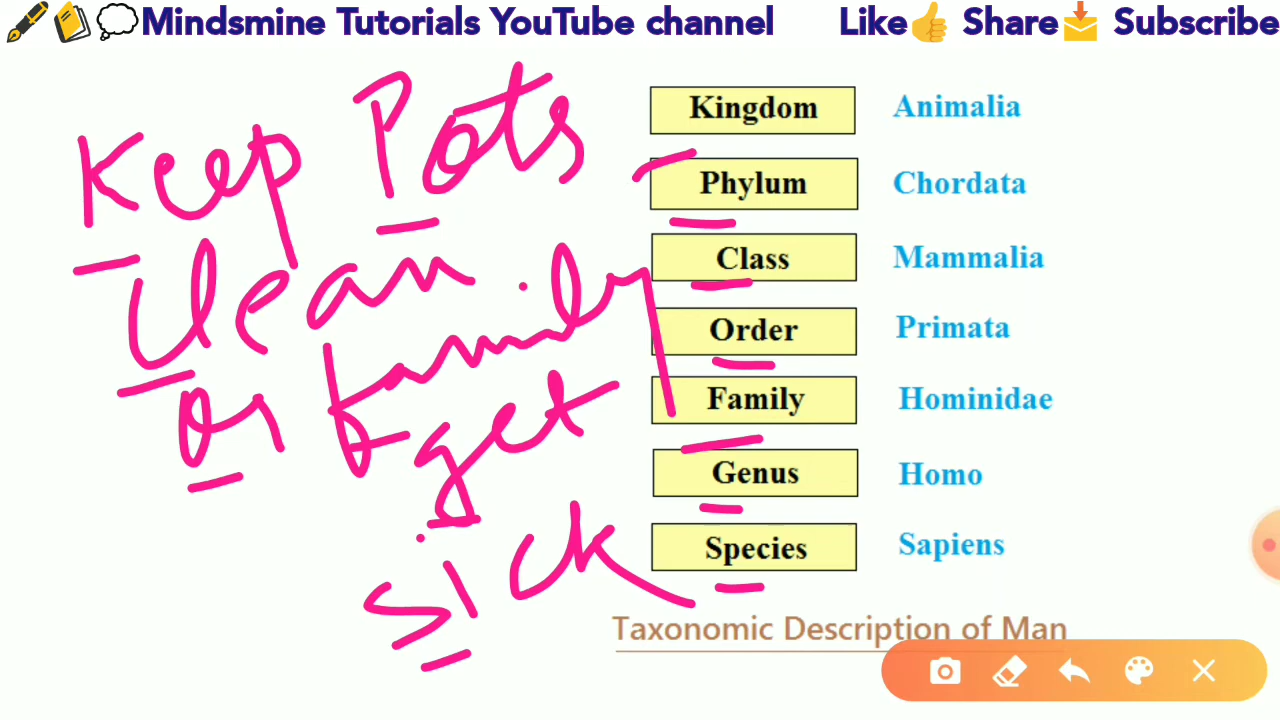 Mindsmine Tutorials YouTube channel Like Share Subscribe
Keep Pots
Clean
or family
get
sick
Kingdom Animalia
Phylum Chordata
Class Mammalia
Order Primata
Family Hominidae
Genus Homo
Species Sapiens
Taxonomic Description of Man